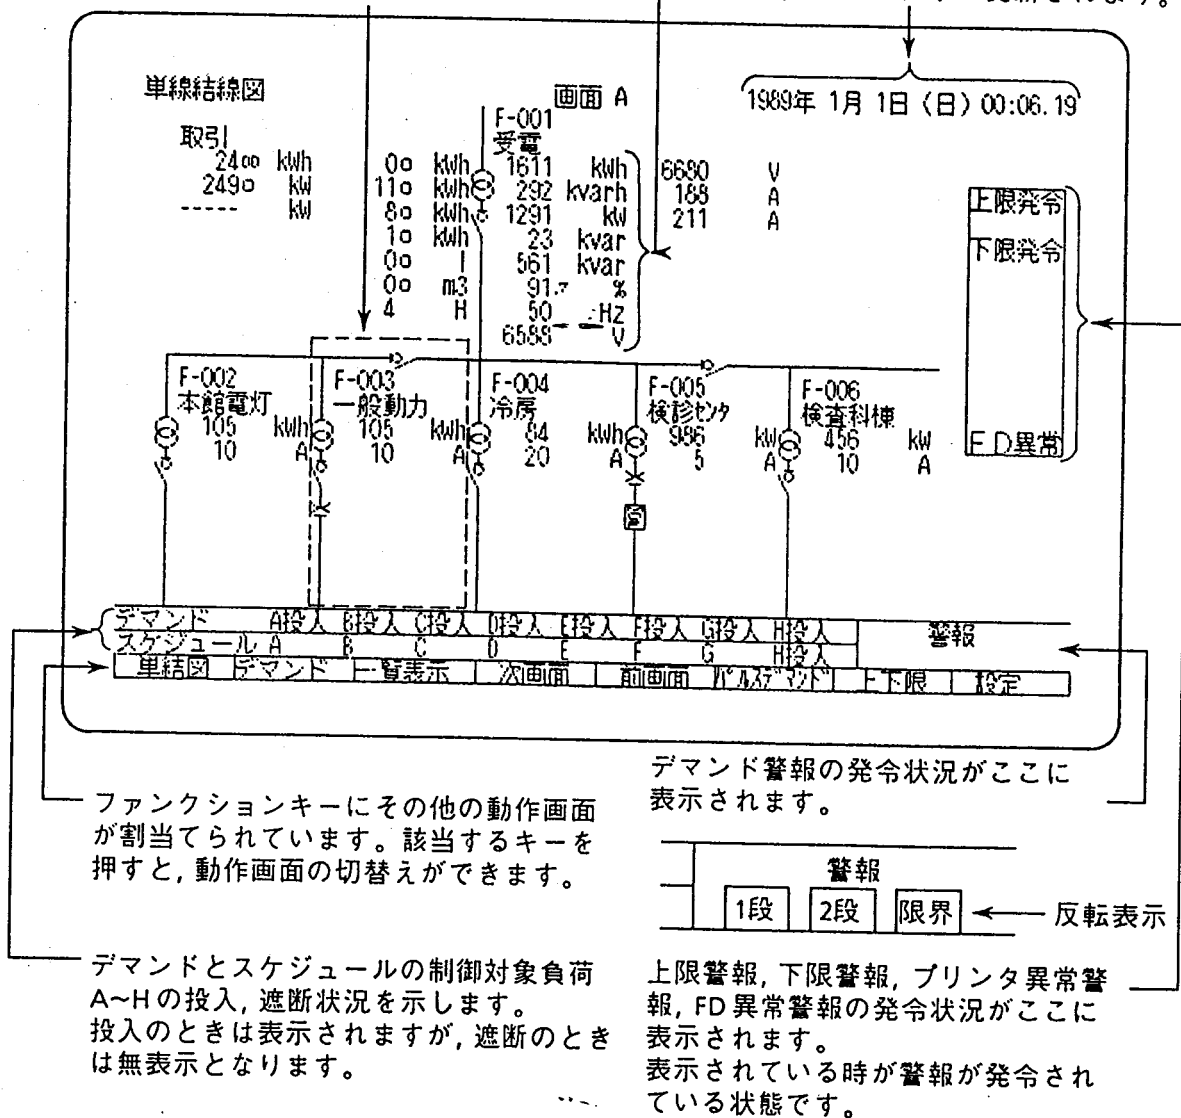 単線結線図
画面 A
1989年 1月 1日 (日) 00:06.19
取引
2400 kWh
2490 kW
----- kW
00 kWh
110 kWh
80 kWh
10 kWh
00 l
00 m3
4 H
F-001
受電
1611 kWh
292 kvarh
1291 kW
23 kvar
561 kvar
91. %
50 Hz
6588 V
6680 V
188 A
211 A
上限発令
下限発令
F D異常
F-002
本館電灯
105 kWh
10 A
F-003
一般動力
105 kWh
10 A
F-004
冷房
84 kWh
20 A
F-005
検診センタ
986 kW
5 A
F-006
検査科棟
456 kW
10 A
デマンド A投入 B投入 C投入 D投入 E投入 F投入 G投入 H投入
スケジュール A B C D E F G H投入
警報
単結図 デマンド 一覧表示 次画面 前画面 パルスデマンド 上下限 設定
ファンクションキーにその他の動作画面
が割当てられています。該当するキーを
押すと, 動作画面の切替えができます。
デマンドとスケジュールの制御対象負荷
A~Hの投入, 遮断状況を示します。
投入のときは表示されますが, 遮断のとき
は無表示となります。
デマンド警報の発令状況がここに
表示されます。
警報
1段 2段 限界
反転表示
上限警報, 下限警報, プリンタ異常警
報, FD異常警報の発令状況がここに
表示されます。
表示されている時が警報が発令され
ている状態です。